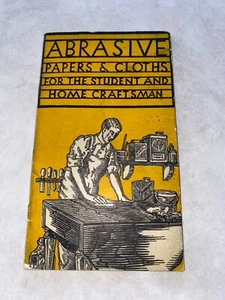 ABRASIVE
PAPERS & CLOTHS
FOR THE STUDENT AND
HOME CRAFTSMAN